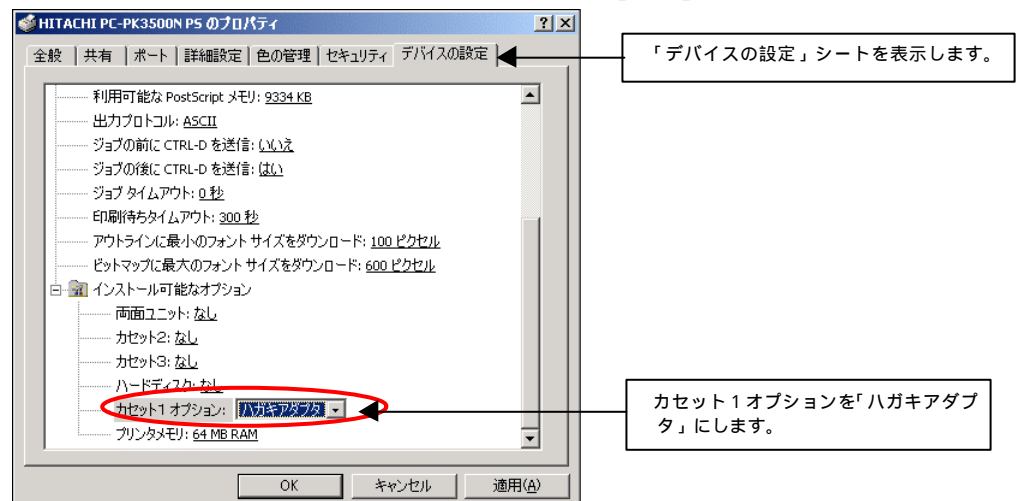 HITACHI PC-PK3500N PS のプロパティ
全般 共有 ポート 詳細設定 色の管理 セキュリティ デバイスの設定
「デバイスの設定」シートを表示します。
利用可能な PostScript メモリ: 9334 KB
出力プロトコル: ASCII
ジョブの前に CTRL-D を送信: いいえ
ジョブの後に CTRL-D を送信: はい
ジョブ タイムアウト: 0 秒
印刷待ちタイムアウト: 300 秒
アウトラインに最小のフォント サイズをダウンロード: 100 ピクセル
ビットマップに最大のフォント サイズをダウンロード: 600 ピクセル
インストール可能なオプション
両面ユニット: なし
カセット2: なし
カセット3: なし
ハードディスク: なし
カセット1 オプション: ハガキアダプタ
プリンタメモリ: 64 MB RAM
カセット1オプションを「ハガキアダプ
タ」にします。
OK キャンセル 適用(A)